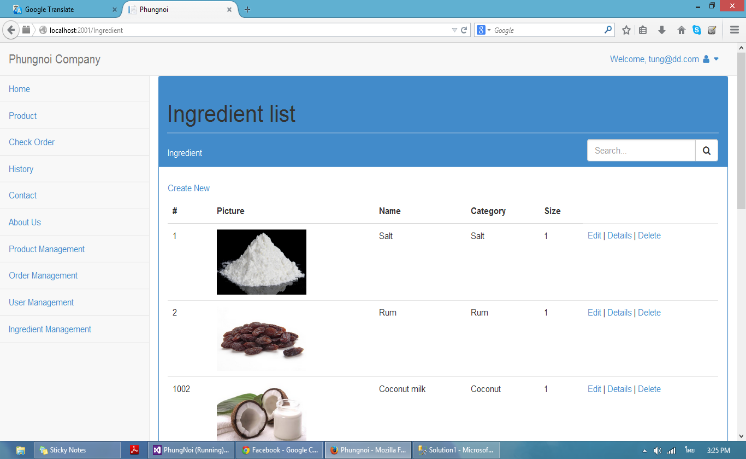 Google Translate
Phungnoi
localhost:2001/Ingredient
Google
Phungnoi Company
Welcome, tung@dd.com
Home
Product
Check Order
History
Contact
About Us
Product Management
Order Management
User Management
Ingredient Management
Ingredient list
Ingredient
Search...
Create New
# Picture Name Category Size
1 Salt Salt 1 Edit | Details | Delete
2 Rum Rum 1 Edit | Details | Delete
1002 Coconut milk Coconut 1 Edit | Details | Delete
Sticky Notes
PhungNoi (Running)...
Facebook - Google C...
Phungnoi - Mozilla F...
Solution1 - Microsof...
3:25 PM